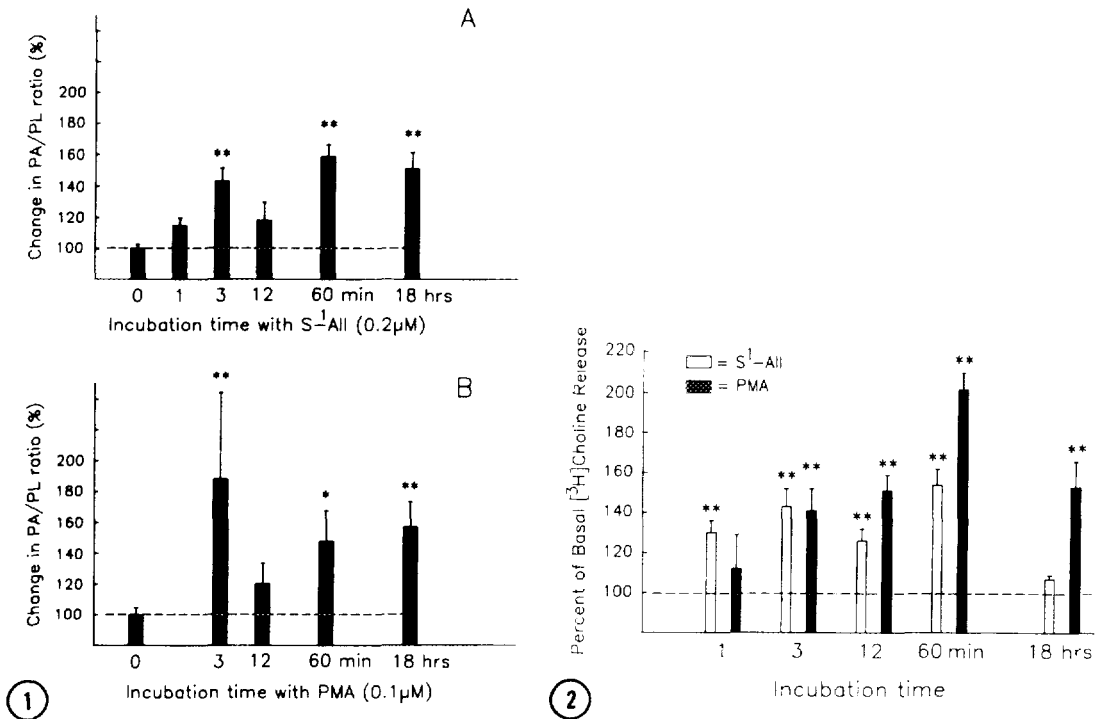 A
Change in PA/PL ratio (%)
200
180
160
140
120
100
**
**
**
0 1 3 12 60 min 18 hrs
Incubation time with S¹-AII (0.2µM)
B
Change in PA/PL ratio (%)
200
180
160
140
120
100
**
*
**
0 3 12 60 min 18 hrs
Incubation time with PMA (0.1µM)
1
Percent of Basal [³H]Choline Release
220
200
180
160
140
120
100
= S¹-AII
= PMA
**
**
**
**
**
**
**
**
1 3 12 60 min 18 hrs
Incubation time
2